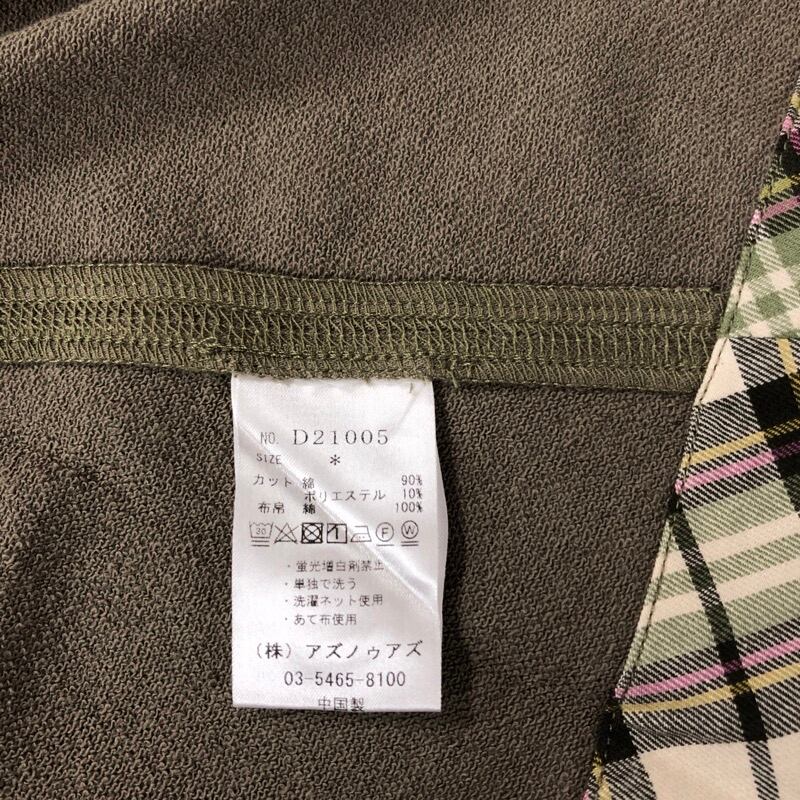 NO. D21005
SIZE *
カット 綿 90%
ポリエステル 10%
布帛 綿 100%
30 1 F W
・蛍光増白剤禁止
・単独で洗う
・洗濯ネット使用
・あて布使用
(株) アズノゥアズ
03-5465-8100
中国製